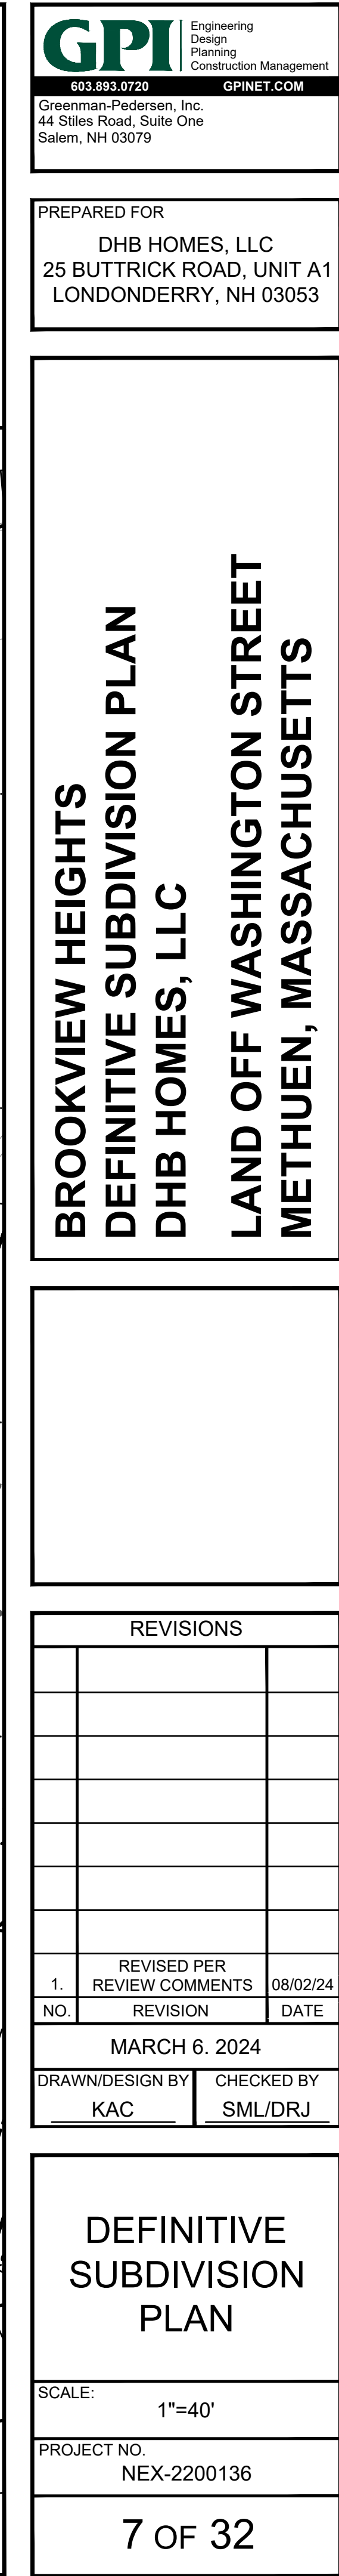 GPI
Engineering
Design
Planning
Construction Management
603.893.0720 GPINET.COM
Greenman-Pedersen, Inc.
44 Stiles Road, Suite One
Salem, NH 03079
PREPARED FOR
DHB HOMES, LLC
25 BUTTRICK ROAD, UNIT A1
LONDONDERRY, NH 03053
BROOKVIEW HEIGHTS
DEFINITIVE SUBDIVISION PLAN
DHB HOMES, LLC
LAND OFF WASHINGTON STREET
METHUEN, MASSACHUSETTS
REVISIONS
1. REVISED PER REVIEW COMMENTS 08/02/24
NO. REVISION DATE
MARCH 6. 2024
DRAWN/DESIGN BY CHECKED BY
KAC SML/DRJ
DEFINITIVE
SUBDIVISION
PLAN
SCALE:
1"=40'
PROJECT NO.
NEX-2200136
7 OF 32